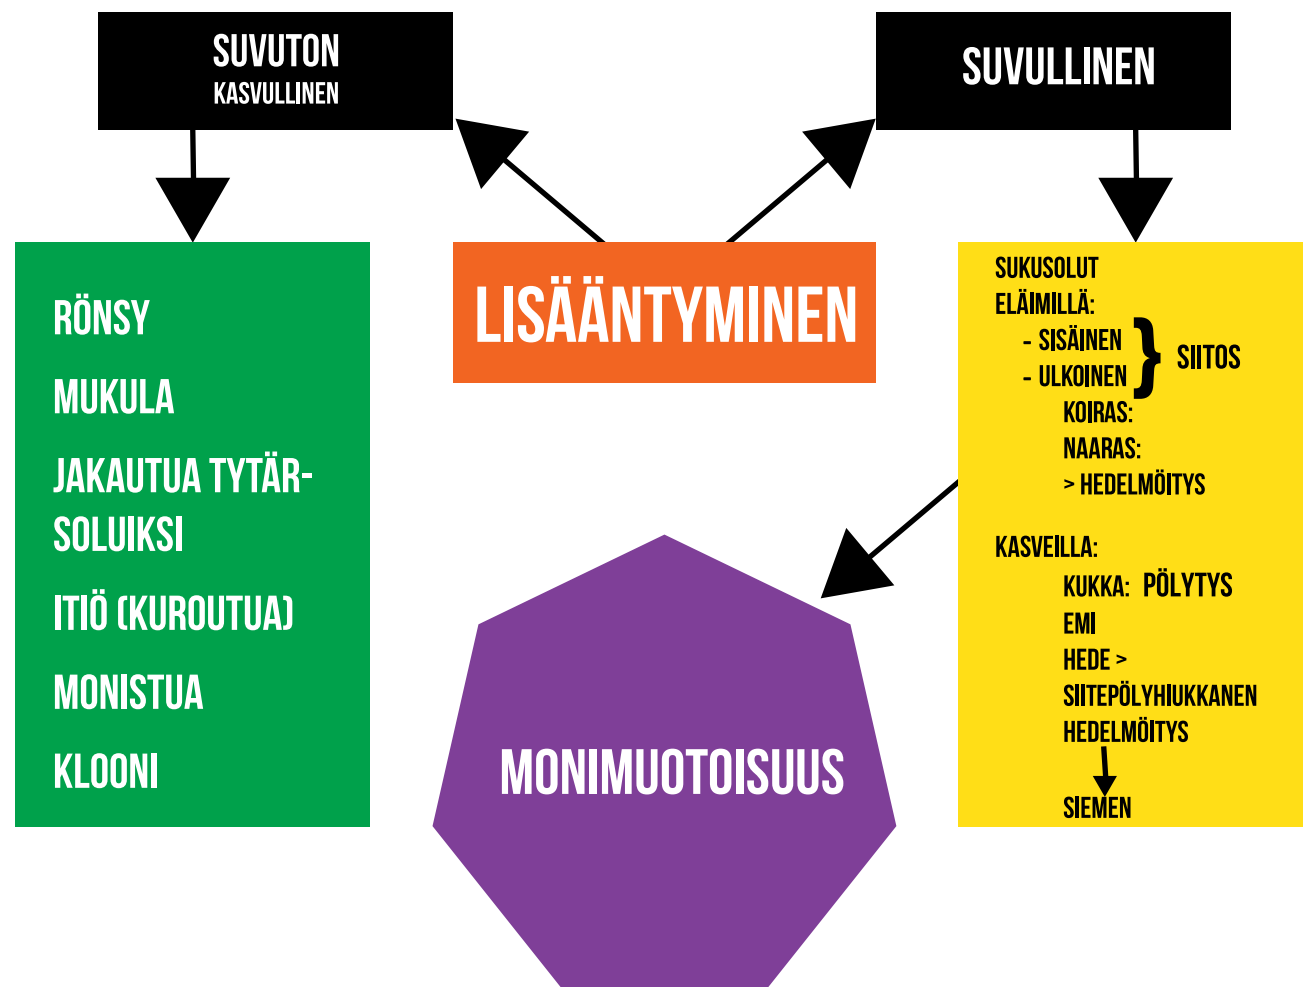 SUVUTON
KASVULLINEN
SUVULLINEN
LISÄÄNTYMINEN
RÖNSY
MUKULA
JAKAUTUA TYTÄR-
SOLUIKSI
ITIÖ (KUROUTUA)
MONISTUA
KLOONI
SUKUSOLUT
ELÄIMILLÄ:
- SISÄINEN
- ULKOINEN
} SIITOS
KOIRAS:
NAARAS:
> HEDELMÖITYS
KASVEILLA:
KUKKA: PÖLYTYS
EMI
HEDE >
SIITEPÖLYHIUKKANEN
HEDELMÖITYS
SIEMEN
MONIMUOTOISUUS